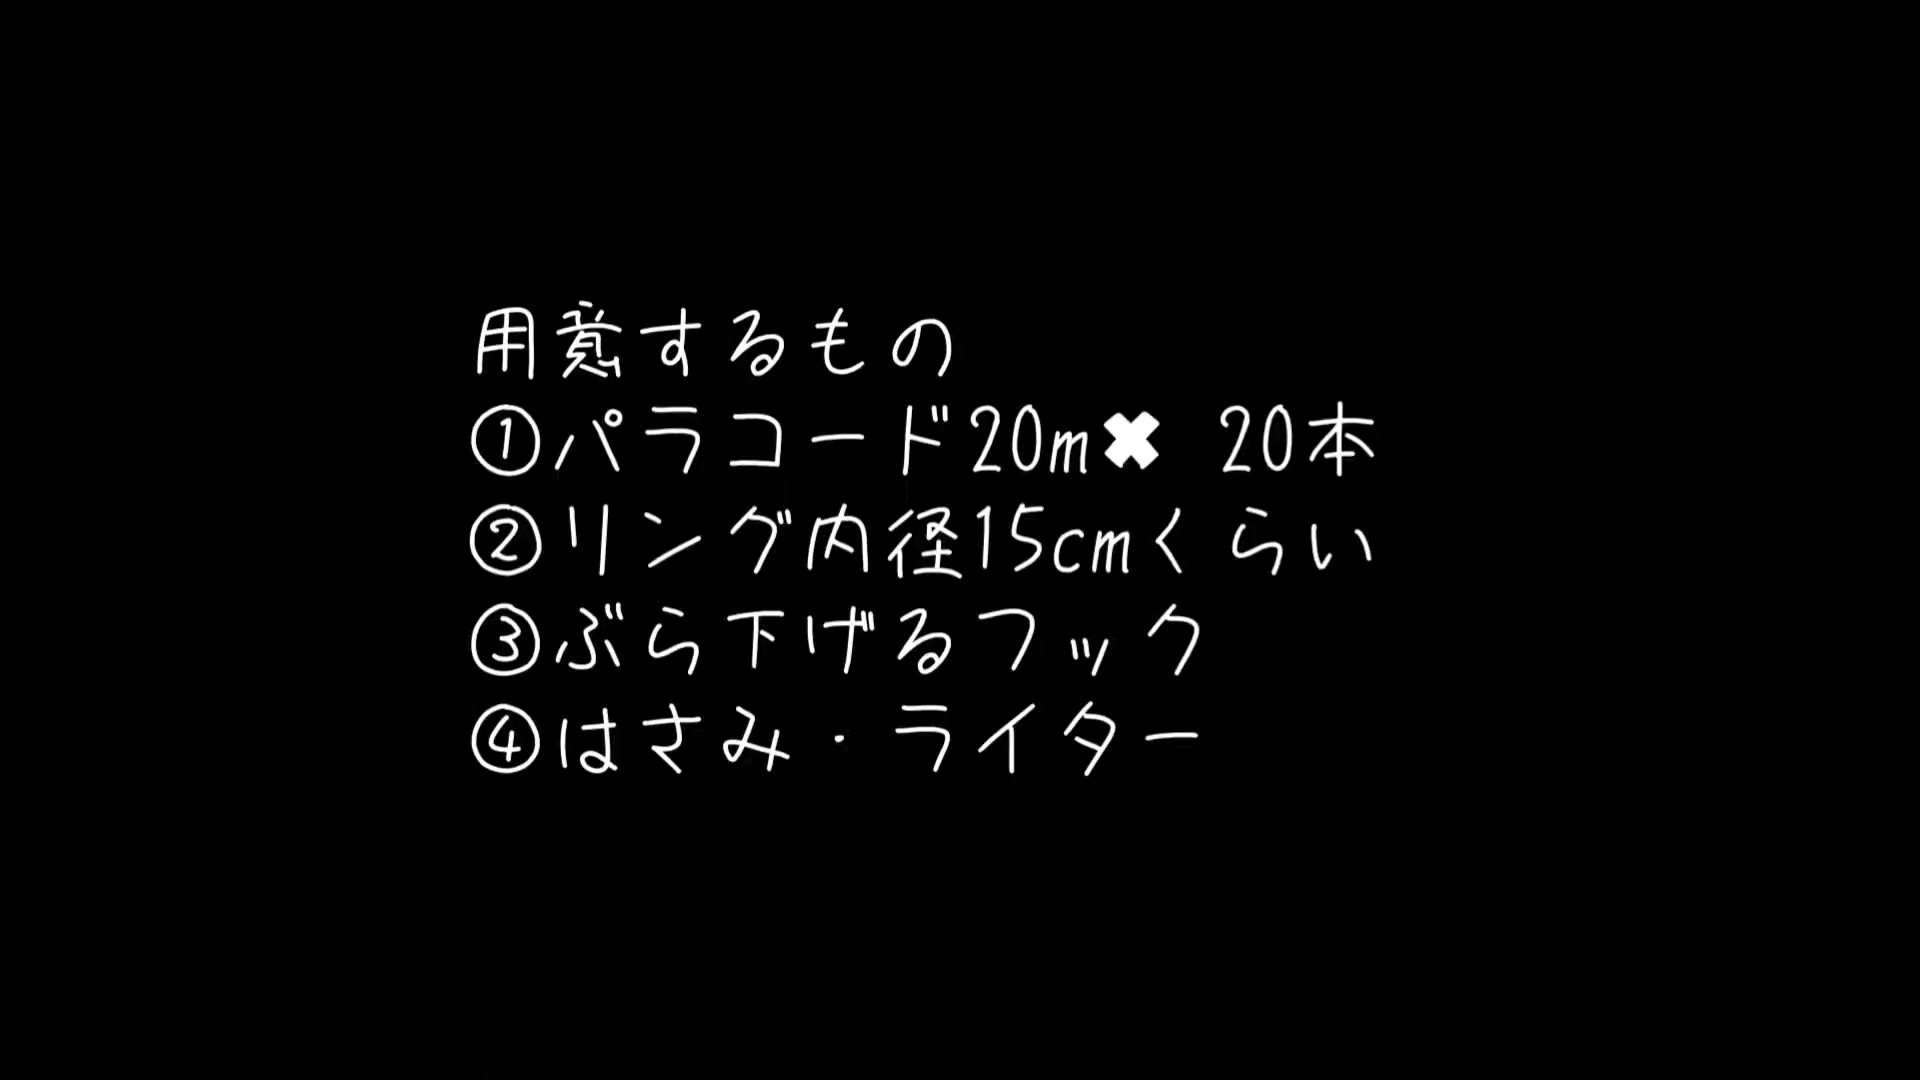 用意するもの
①パラコード20m✖ 20本
②リング内径15cmくらい
③ぶら下げるフック
④はさみ・ライター